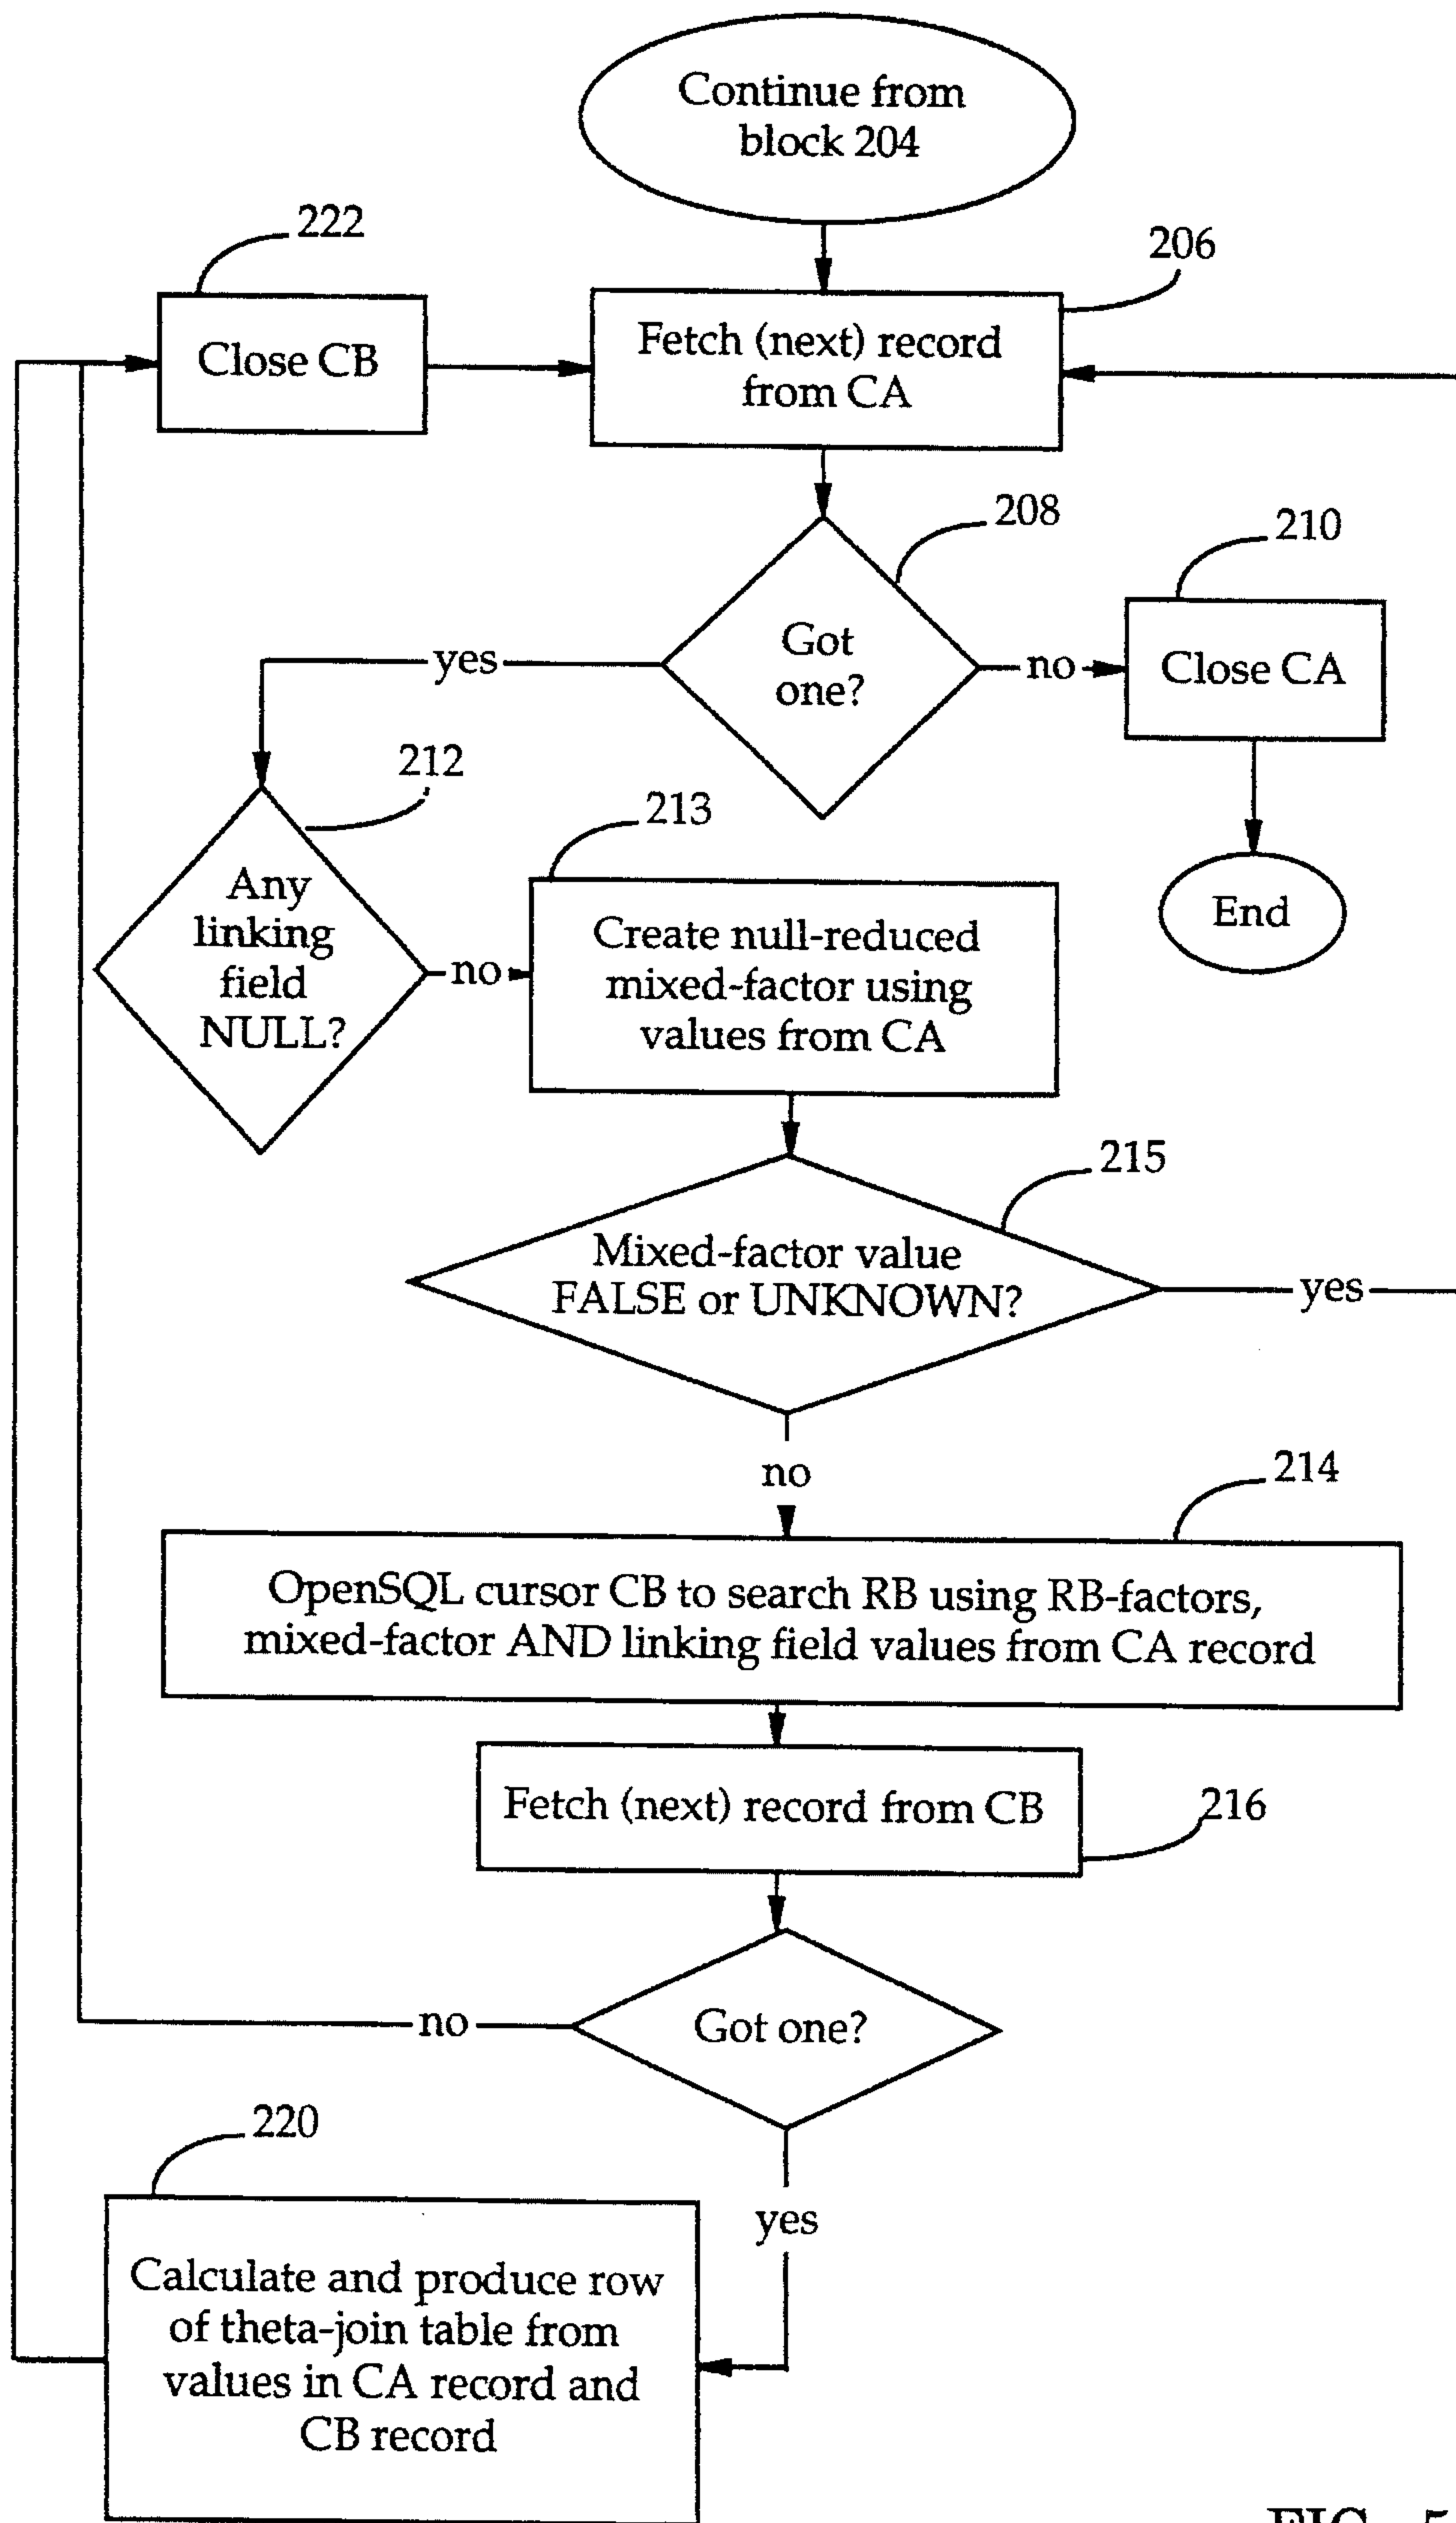 Continue from
block 204
222
206
Close CB
Fetch (next) record
from CA
208
210
Got
one?
yes
no
Close CA
212
213
Any
linking
field
NULL?
no
Create null-reduced
mixed-factor using
values from CA
End
215
Mixed-factor value
FALSE or UNKNOWN?
yes
no
214
OpenSQL cursor CB to search RB using RB-factors,
mixed-factor AND linking field values from CA record
Fetch (next) record from CB
216
Got one?
no
220
yes
Calculate and produce row
of theta-join table from
values in CA record and
CB record
FIG. 5